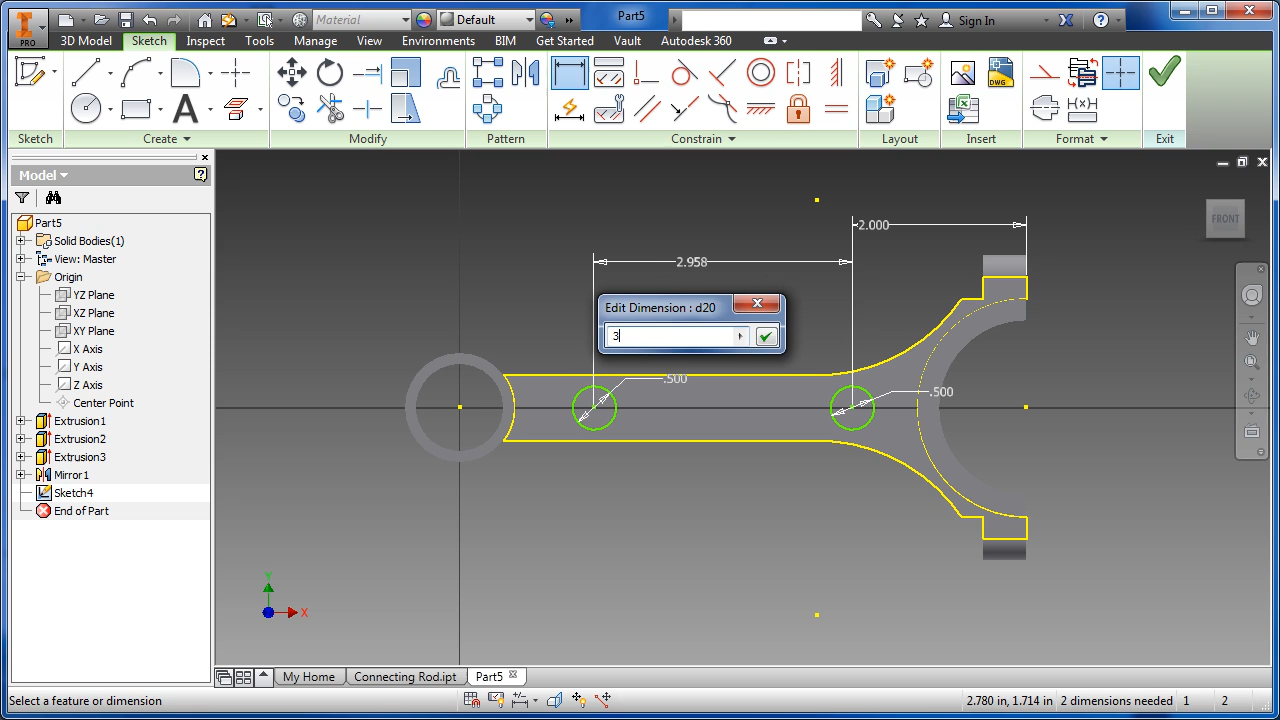 Material
Default
Part5
Sign In
PRO
3D Model
Sketch
Inspect
Tools
Manage
View
Environments
BIM
Get Started
Vault
Autodesk 360
DWG
Sketch
Create
Modify
Pattern
Constrain
Layout
Insert
Format
Exit
Model
Part5
Solid Bodies(1)
View: Master
Origin
YZ Plane
XZ Plane
XY Plane
X Axis
Y Axis
Z Axis
Center Point
Extrusion1
Extrusion2
Extrusion3
Mirror1
Sketch4
End of Part
FRONT
2.000
2.958
Edit Dimension : d20
3
.500
.500
Y
X
My Home
Connecting Rod.ipt
Part5
Select a feature or dimension
2.780 in, 1.714 in
2 dimensions needed
1
2